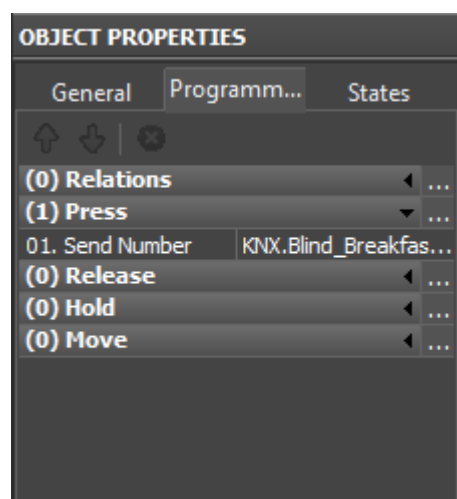 OBJECT PROPERTIES
General Programm... States
(0) Relations ...
(1) Press ...
01. Send Number KNX.Blind_Breakfas...
(0) Release ...
(0) Hold ...
(0) Move ...